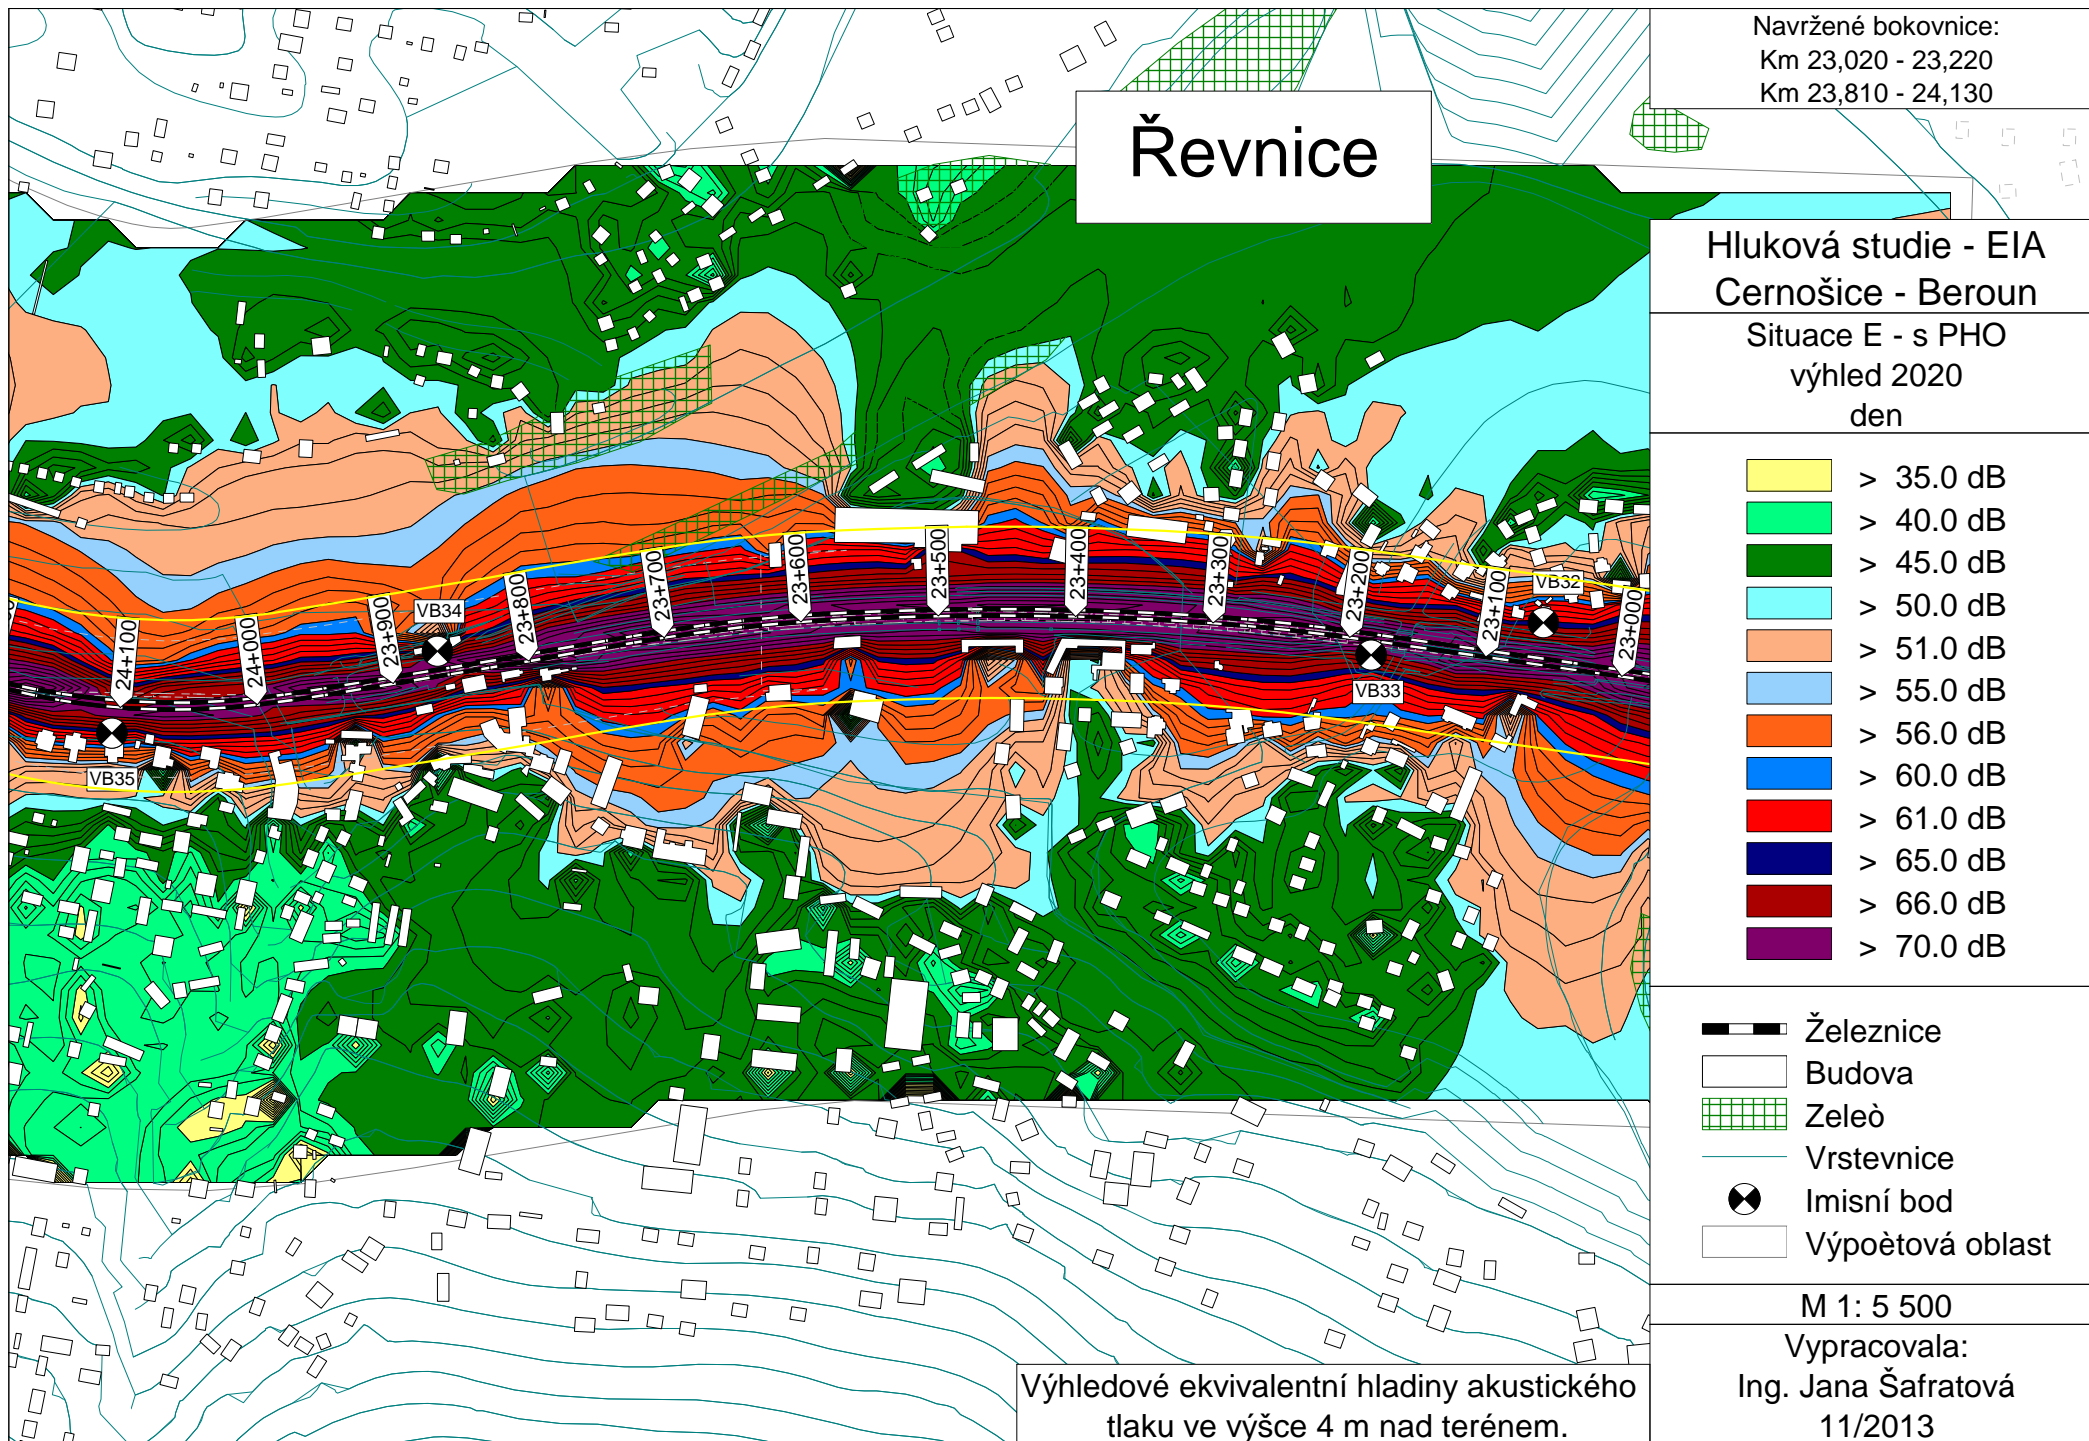 Navržené bokovnice:
Km 23,020 - 23,220
Km 23,810 - 24,130
Řevnice
Hluková studie - EIA
Cernošice - Beroun
Situace E - s PHO
výhled 2020
den
> 35.0 dB
> 40.0 dB
> 45.0 dB
> 50.0 dB
> 51.0 dB
> 55.0 dB
> 56.0 dB
> 60.0 dB
> 61.0 dB
> 65.0 dB
> 66.0 dB
> 70.0 dB
24+100
24+000
23+900
VB34
23+800
23+700
23+600
23+500
23+400
23+300
23+200
23+100
VB32
23+000
VB33
VB35
Železnice
Budova
Zeleò
Vrstevnice
Imisní bod
Výpoètová oblast
M 1: 5 500
Vypracovala:
Ing. Jana Šafratová
11/2013
Výhledové ekvivalentní hladiny akustického
tlaku ve výšce 4 m nad terénem.